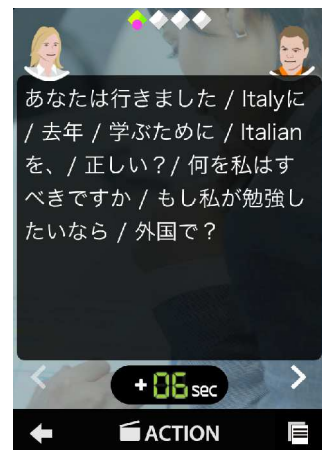 あなたは行きました / Italyに
/ 去年 / 学ぶために / Italian
を、/ 正しい？/ 何を私はす
べきですか / もし私が勉強し
たいなら / 外国で？
+06 sec
ACTION